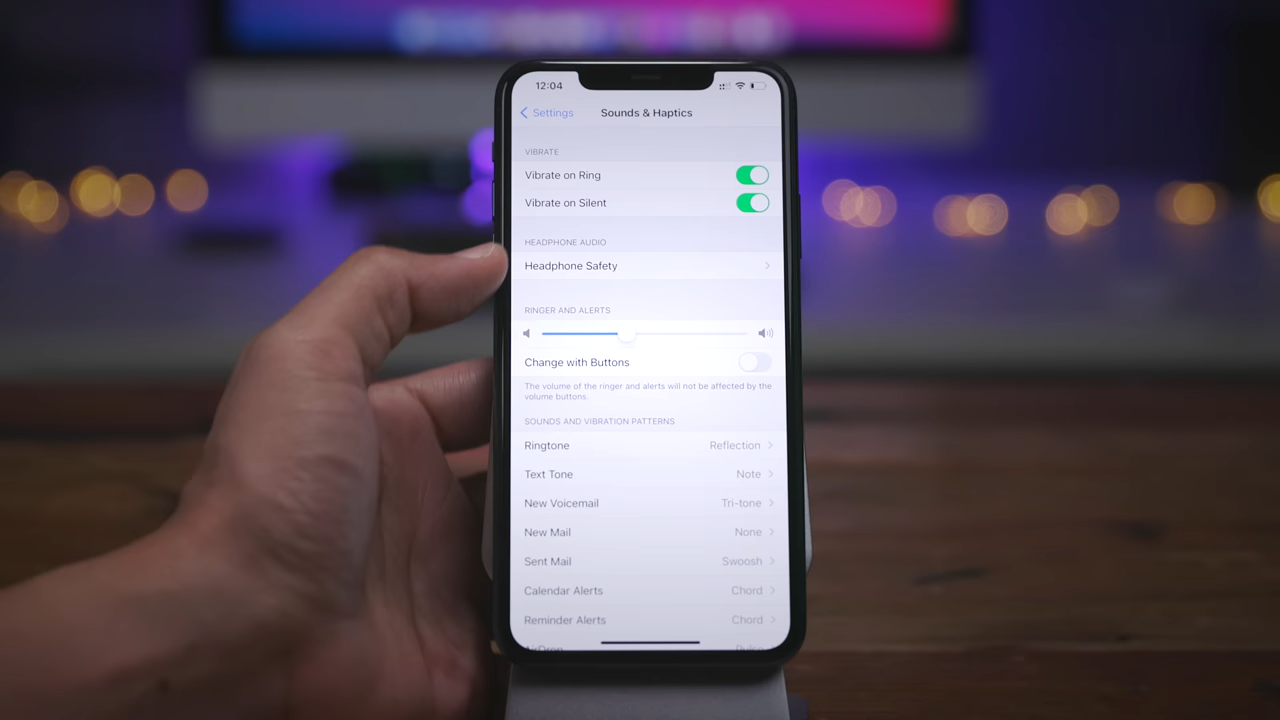 12:04
Settings
Sounds & Haptics
VIBRATE
Vibrate on Ring
Vibrate on Silent
HEADPHONE AUDIO
Headphone Safety
RINGER AND ALERTS
Change with Buttons
The volume of the ringer and alerts will not be affected by the
volume buttons.
SOUNDS AND VIBRATION PATTERNS
Ringtone Reflection
Text Tone Note
New Voicemail Tri-tone
New Mail None
Sent Mail Swoosh
Calendar Alerts Chord
Reminder Alerts Chord
AirDrop Pulse